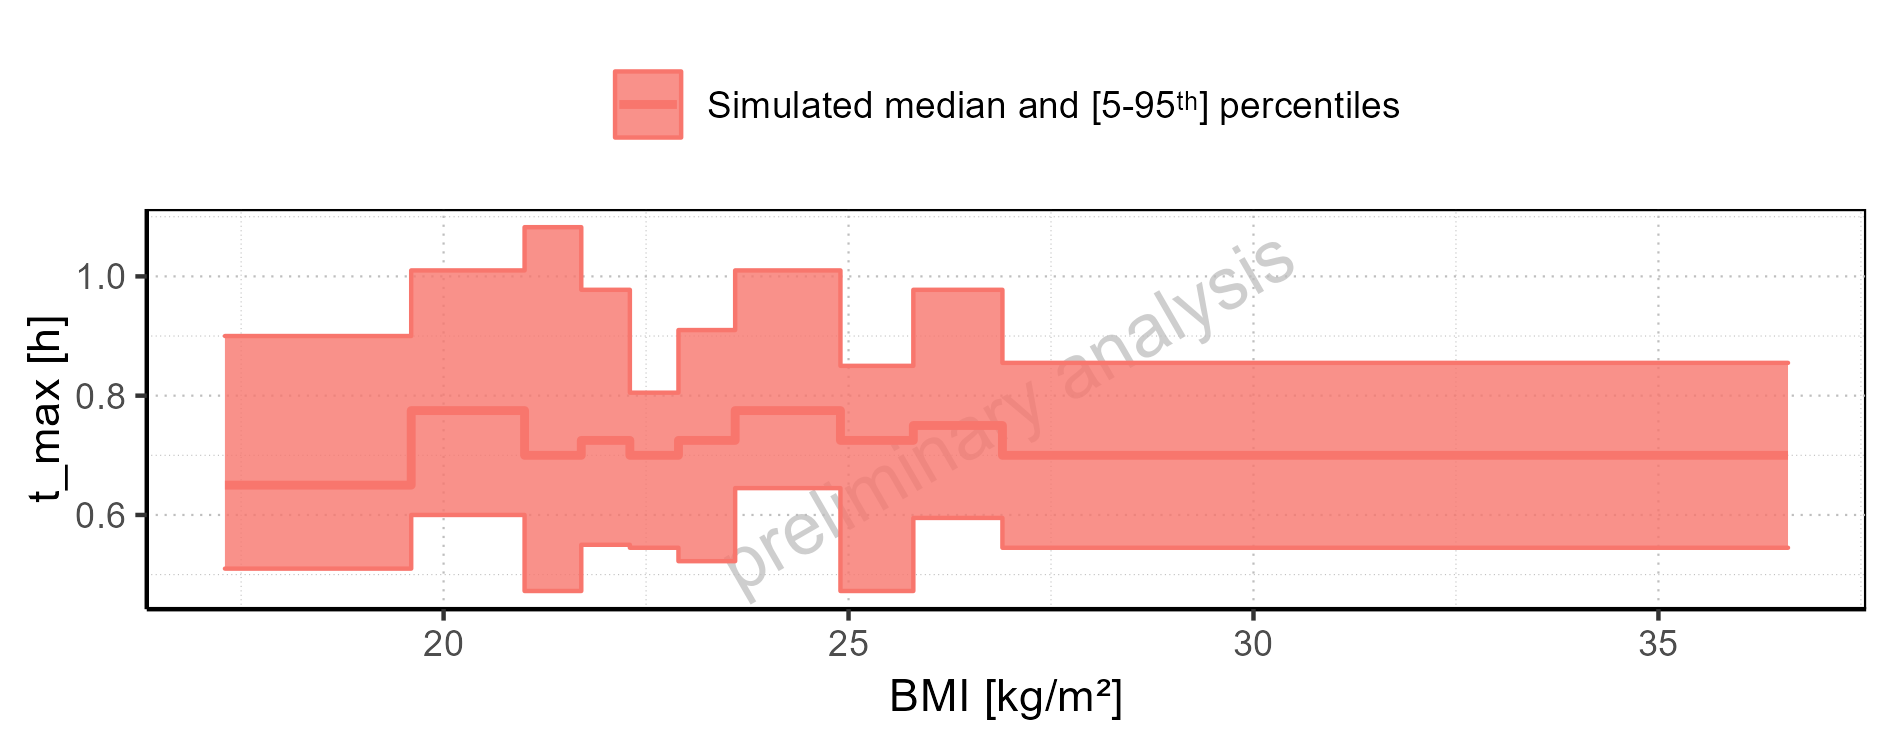 Simulated median and [5-95ᵗʰ] percentiles
t_max [h]
1.0
0.8
0.6
preliminary analysis
20 25 30 35
BMI [kg/m²]